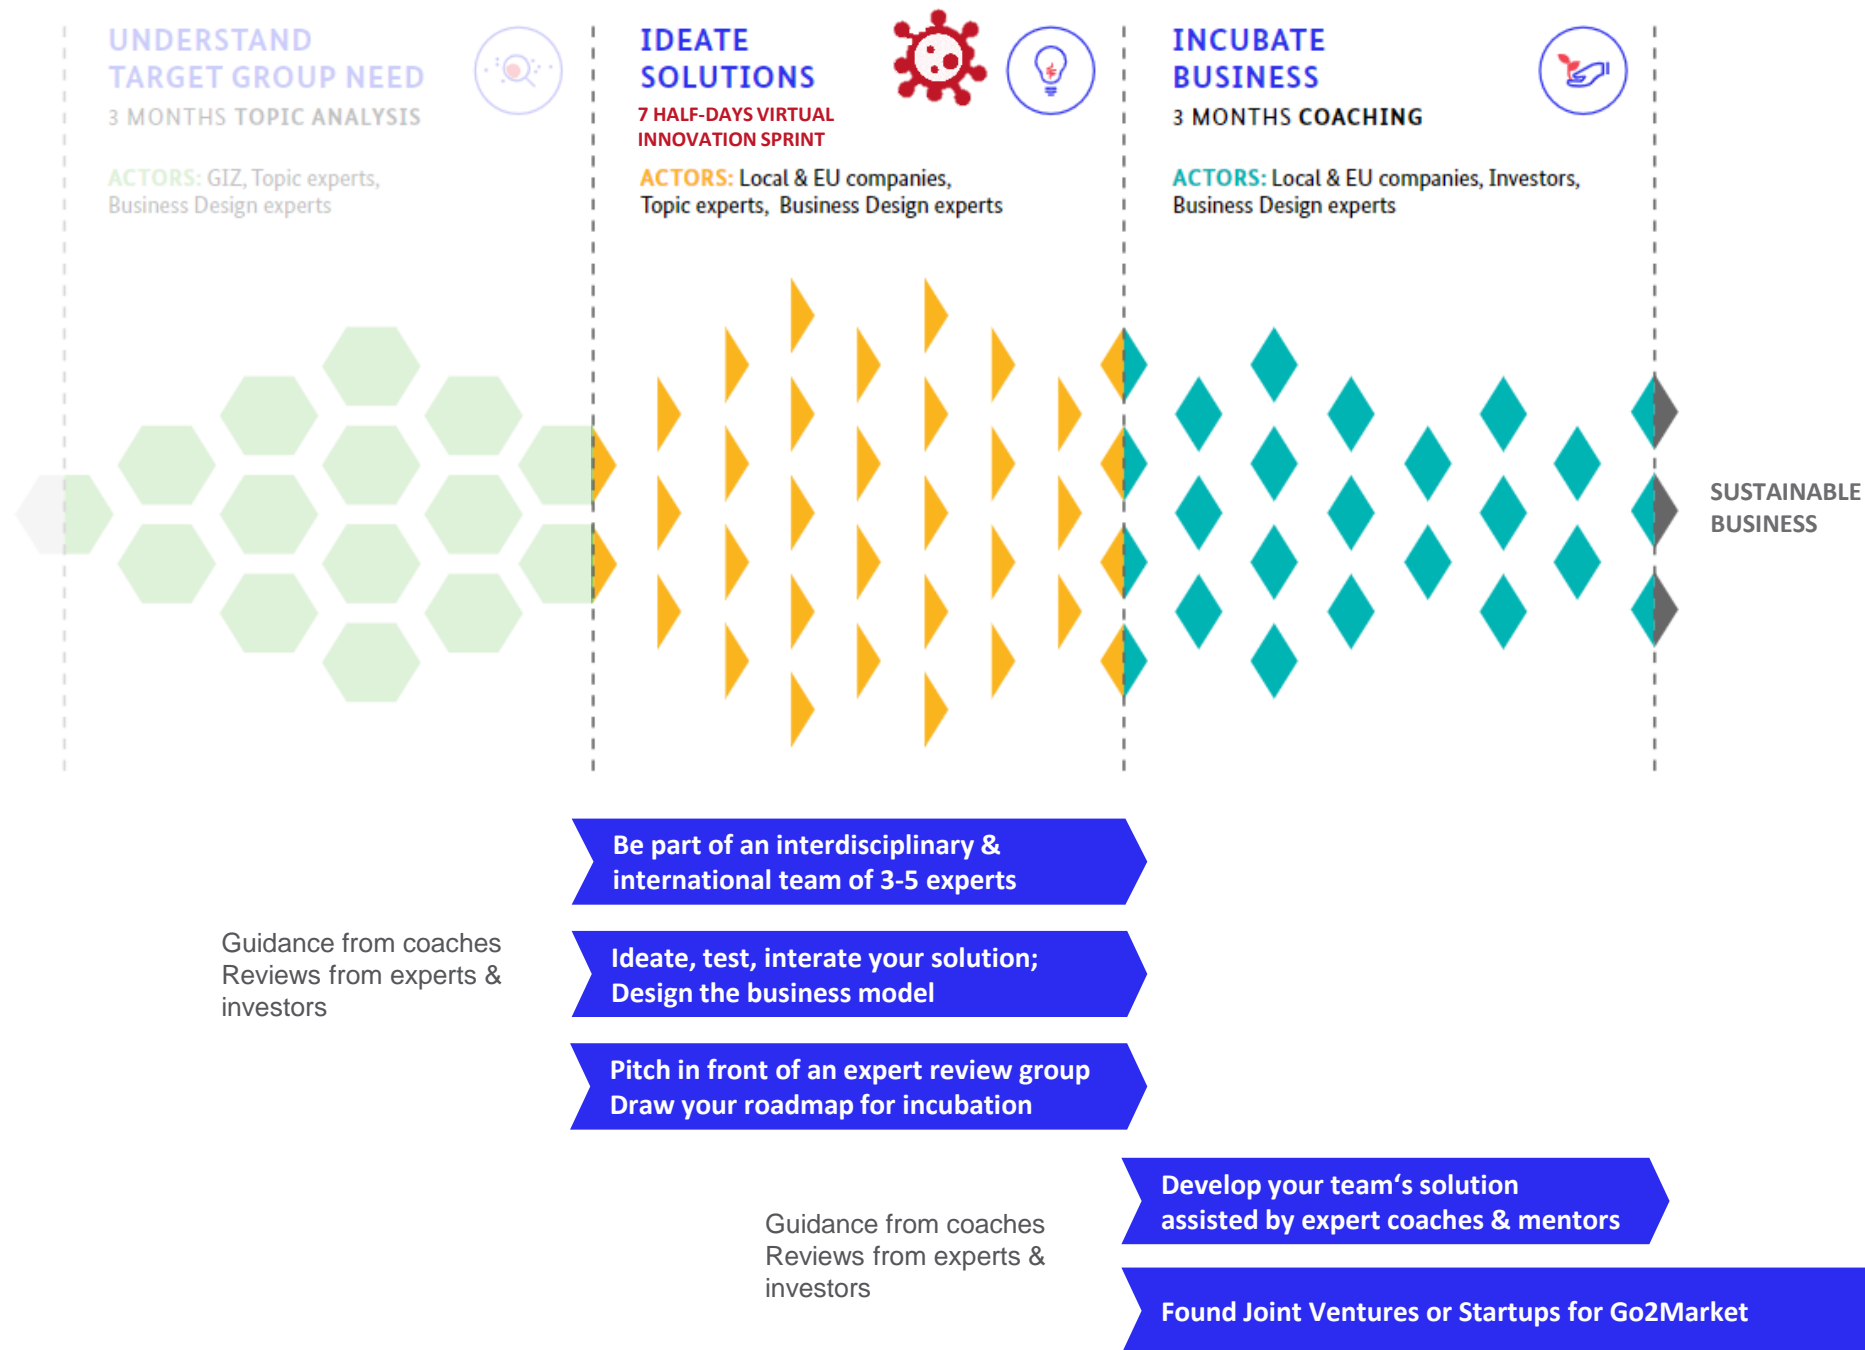 UNDERSTAND
TARGET GROUP NEED
3 MONTHS TOPIC ANALYSIS
ACTORS: GIZ, Topic experts,
Business Design experts
IDEATE
SOLUTIONS
7 HALF-DAYS VIRTUAL
INNOVATION SPRINT
ACTORS: Local & EU companies,
Topic experts, Business Design experts
INCUBATE
BUSINESS
3 MONTHS COACHING
ACTORS: Local & EU companies, Investors,
Business Design experts
SUSTAINABLE
BUSINESS
Be part of an interdisciplinary &
international team of 3-5 experts
Guidance from coaches
Reviews from experts &
investors
Ideate, test, interate your solution;
Design the business model
Pitch in front of an expert review group
Draw your roadmap for incubation
Develop your team‘s solution
assisted by expert coaches & mentors
Guidance from coaches
Reviews from experts &
investors
Found Joint Ventures or Startups for Go2Market